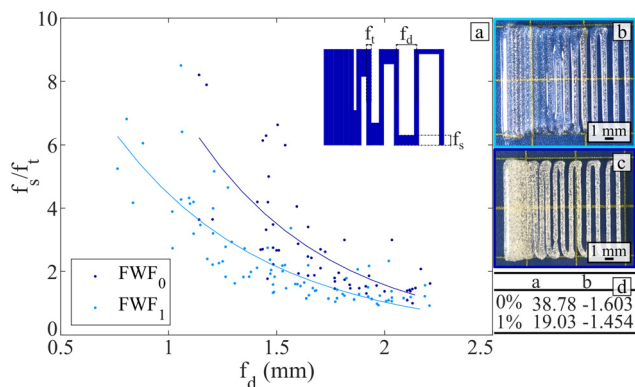 a
10
8
6
4
2
0
f_s/f_t
0.5
1
1.5
2
2.5
f_d (mm)
FWF_0
FWF_1
f_t
f_d
f_s
b
1 mm
c
1 mm
d
a b
0% 38.78 -1.603
1% 19.03 -1.454